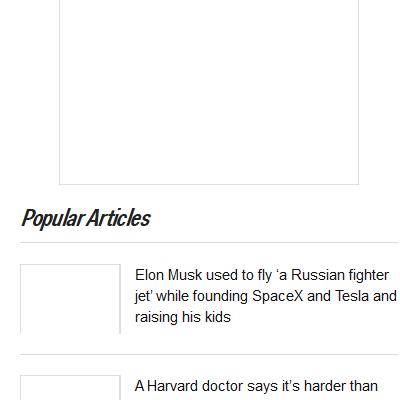 Popular Articles
Elon Musk used to fly ‘a Russian fighter
jet’ while founding SpaceX and Tesla and
raising his kids
A Harvard doctor says it’s harder than